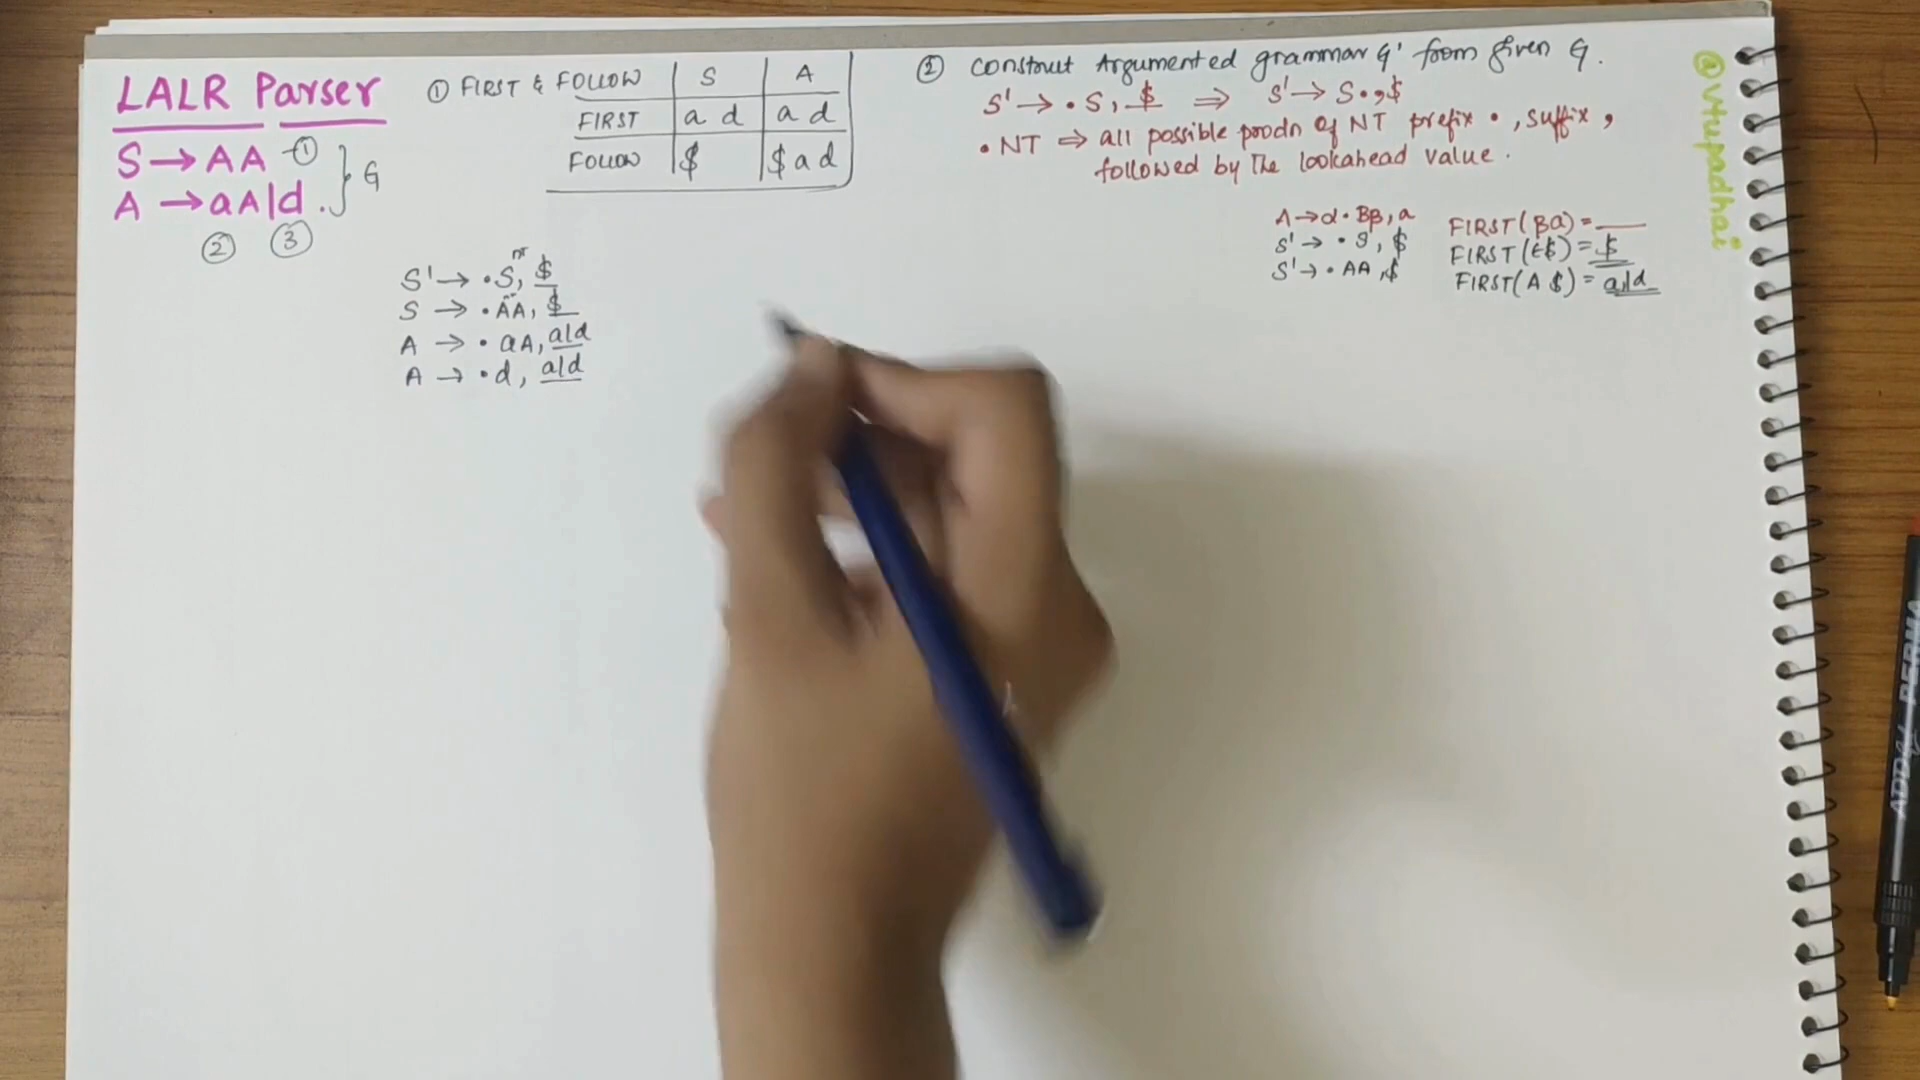 LALR Parser
S → AA -①
A → aA|d . } G
② ③
① FIRST & FOLLOW S A
FIRST a d a d
FOLLOW $ $ a d
② Construct Argumented grammar G' from given G.
S' → • S, $ ⇒ S' → S•, $
• NT ⇒ all possible prodn of NT prefix •, suffix ,
followed by The lookahead value.
A → α • Bβ, a FIRST(βa) =
S' → • S, $ FIRST(ε$) = $
S' → • AA, $ FIRST(A $) = a|d
NT
S' → •S, $
S → •AA, $
A → • aA, a|d
A → •d, a|d
@vtupadhai